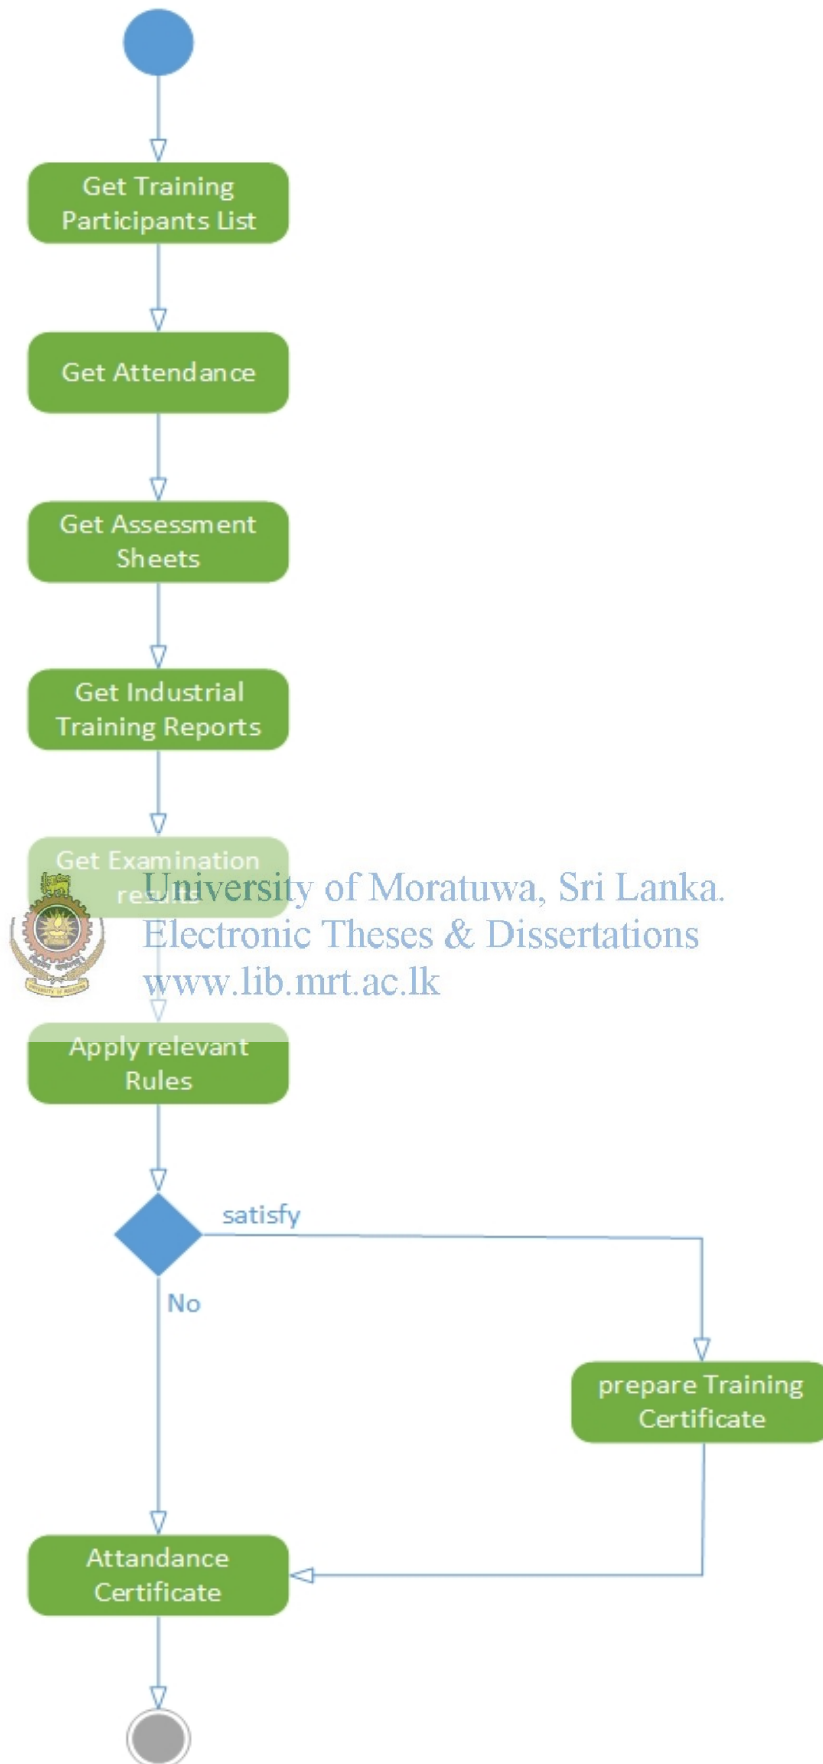 Get Training
Participants List
Get Attendance
Get Assessment
Sheets
Get Industrial
Training Reports
Get Examination
results
University of Moratuwa, Sri Lanka.
Electronic Theses & Dissertations
www.lib.mrt.ac.lk
Apply relevant
Rules
satisfy
No
prepare Training
Certificate
Attandance
Certificate